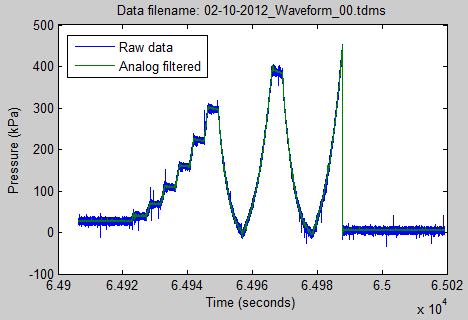 Data filename: 02-10-2012_Waveform_00.tdms
500
400
300
200
100
0
-100
Pressure (kPa)
Raw data
Analog filtered
6.49 6.492 6.494 6.496 6.498 6.5 6.502
Time (seconds)
x 10^4